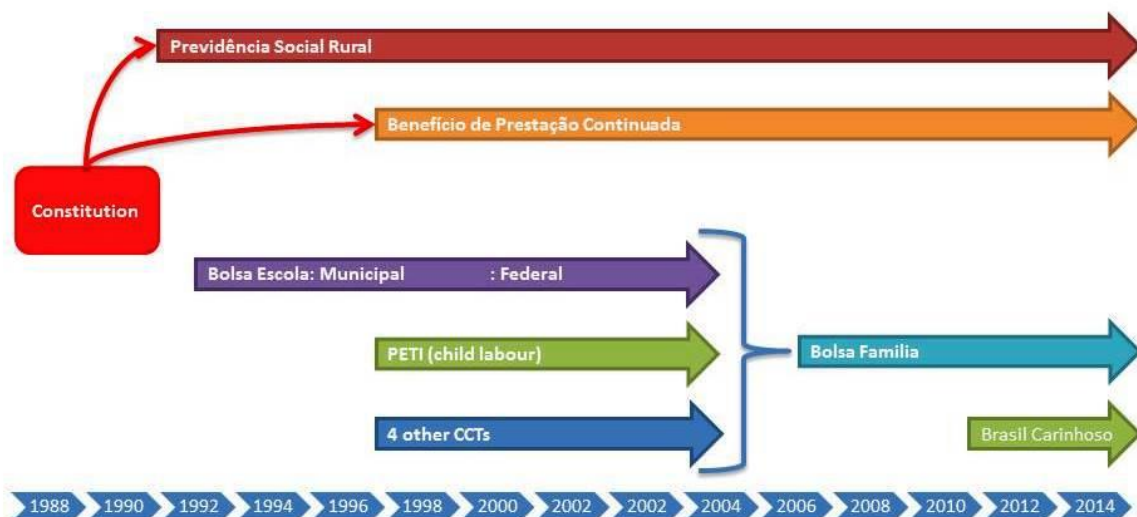 Previdência Social Rural
Benefício de Prestação Continuada
Constitution
Bolsa Escola: Municipal : Federal
PETI (child labour)
Bolsa Familia
4 other CCTs
Brasil Carinhoso
1988 1990 1992 1994 1996 1998 2000 2002 2002 2004 2006 2008 2010 2012 2014